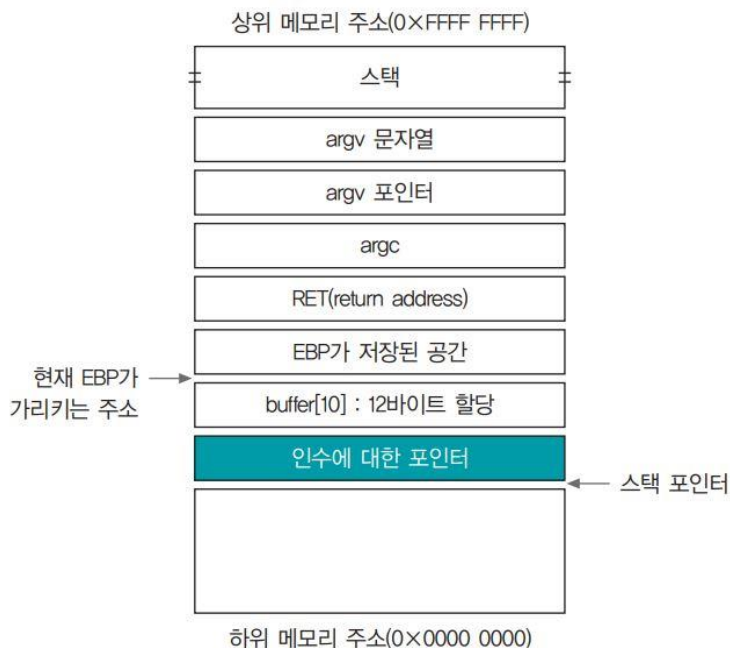 상위 메모리 주소(0×FFFF FFFF)
스택
argv 문자열
argv 포인터
argc
RET(return address)
EBP가 저장된 공간
현재 EBP가
가리키는 주소
buffer[10] : 12바이트 할당
인수에 대한 포인터
스택 포인터
하위 메모리 주소(0×0000 0000)